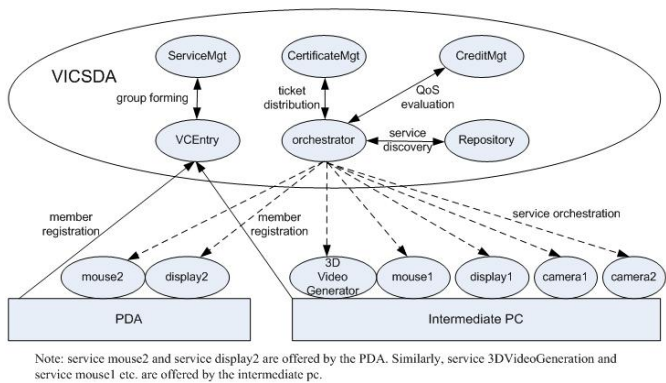 ServiceMgt
CertificateMgt
CreditMgt
VICSDA
group forming
ticket
distribution
QoS
evaluation
VCEntry
orchestrator
service
discovery
Repository
member
registration
member
registration
service orchestration
mouse2
display2
3D
Video
Generator
mouse1
display1
camera1
camera2
PDA
Intermediate PC
Note: service mouse2 and service display2 are offered by the PDA. Similarly, service 3DVideoGeneration and
service mouse1 etc. are offered by the intermediate pc.